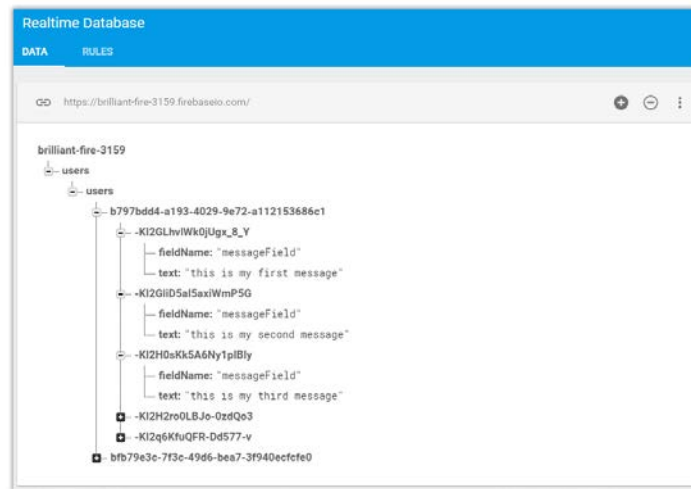 Realtime Database
DATA RULES
https://brilliant-fire-3159.firebaseio.com/
brilliant-fire-3159
users
users
b797bdd4-a193-4029-9e72-a112153686c1
-KI2GLhvlWk0jUgx_8_Y
fieldName: "messageField"
text: "this is my first message"
-KI2GliD5aI5axiWmP5G
fieldName: "messageField"
text: "this is my second message"
-KI2H0sKk5A6Ny1plBly
fieldName: "messageField"
text: "this is my third message"
-KI2H2ro0LBJo-0zdQo3
-KI2q6KfuQFR-Dd577-v
bfb79e3c-7f3c-49d6-bea7-3f940ecfcfe0